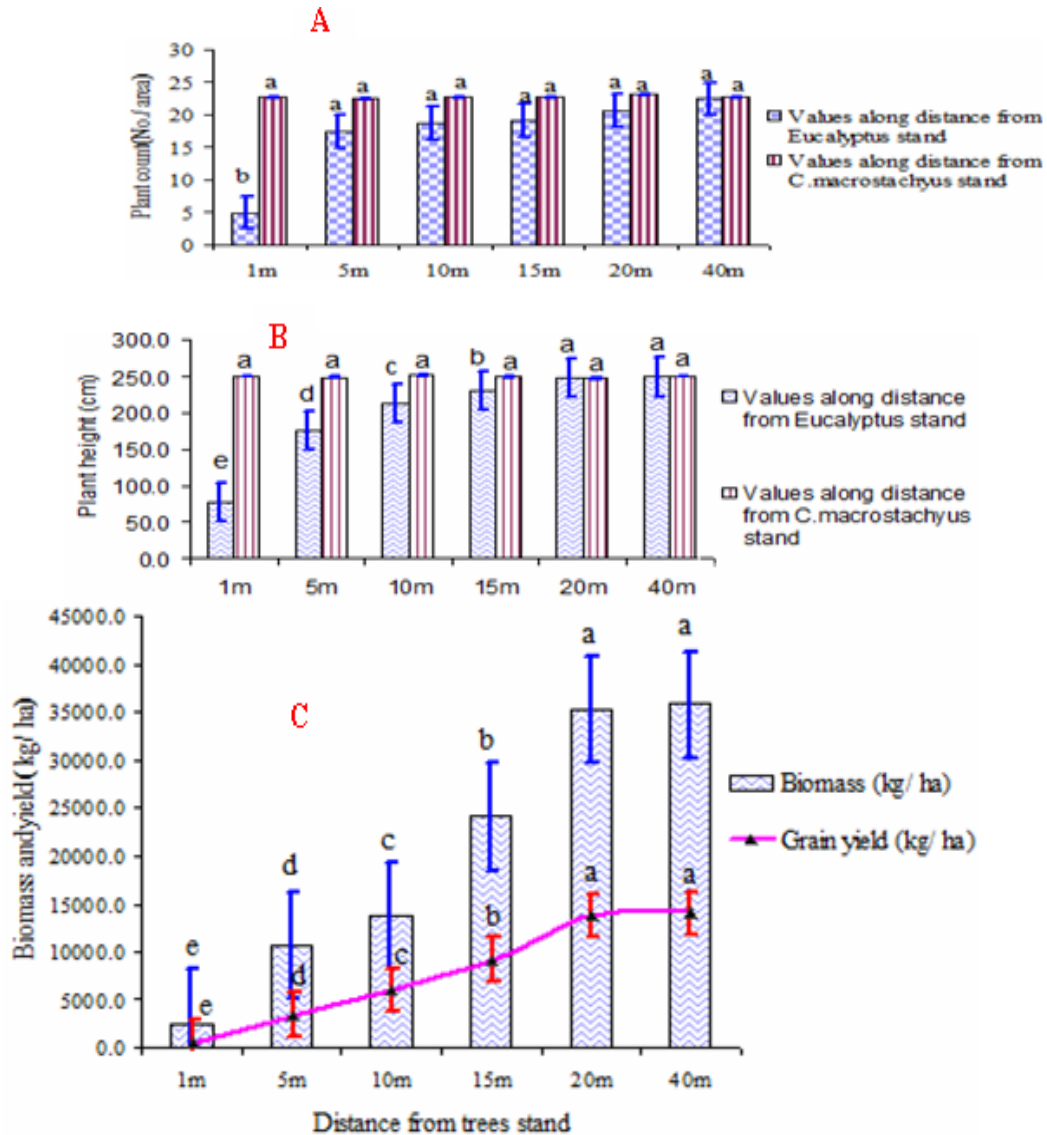 A
30
25
20
15
10
5
0
Plant count(No./ area)
b
a
a
a
a
a
a
a
a
a
a
a
1m
5m
10m
15m
20m
40m
Values along distance from
Eucalyptus stand
Values along distance from
C.macrostachyus stand
B
300.0
250.0
200.0
150.0
100.0
50.0
0.0
Plant height (cm)
e
a
d
a
c
a
b
a
a
a
a
a
1m
5m
10m
15m
20m
40m
Values along distance
from Eucalyptus stand
Values along distance
from C.macrostachyus
stand
C
45000.0
40000.0
35000.0
30000.0
25000.0
20000.0
15000.0
10000.0
5000.0
0.0
Biomass andyield(kg/ ha)
e
e
d
d
c
c
b
b
a
a
a
a
1m
5m
10m
15m
20m
40m
Biomass (kg/ ha)
Grain yield (kg/ ha)
Distance from trees stand